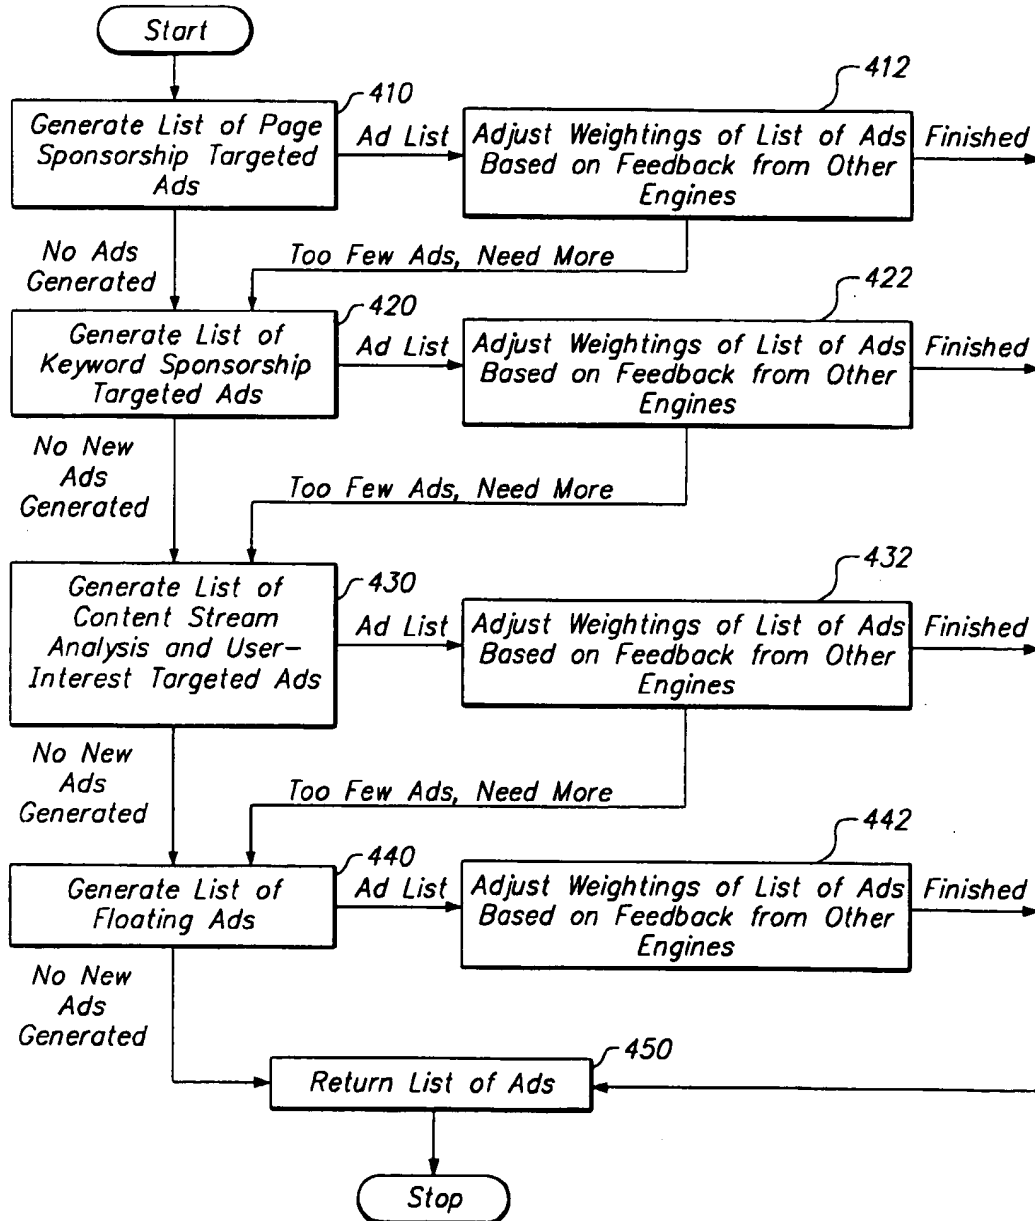 Start
410
412
Generate List of Page
Sponsorship Targeted
Ads
Ad List
Adjust Weightings of List of Ads
Based on Feedback from Other
Engines
Finished
No Ads
Generated
Too Few Ads, Need More
420
422
Generate List of
Keyword Sponsorship
Targeted Ads
Ad List
Adjust Weightings of List of Ads
Based on Feedback from Other
Engines
Finished
No New
Ads
Generated
Too Few Ads, Need More
430
432
Generate List of
Content Stream
Analysis and User-
Interest Targeted Ads
Ad List
Adjust Weightings of List of Ads
Based on Feedback from Other
Engines
Finished
No New
Ads
Generated
Too Few Ads, Need More
440
442
Generate List of
Floating Ads
Ad List
Adjust Weightings of List of Ads
Based on Feedback from Other
Engines
Finished
No New
Ads
Generated
450
Return List of Ads
Stop